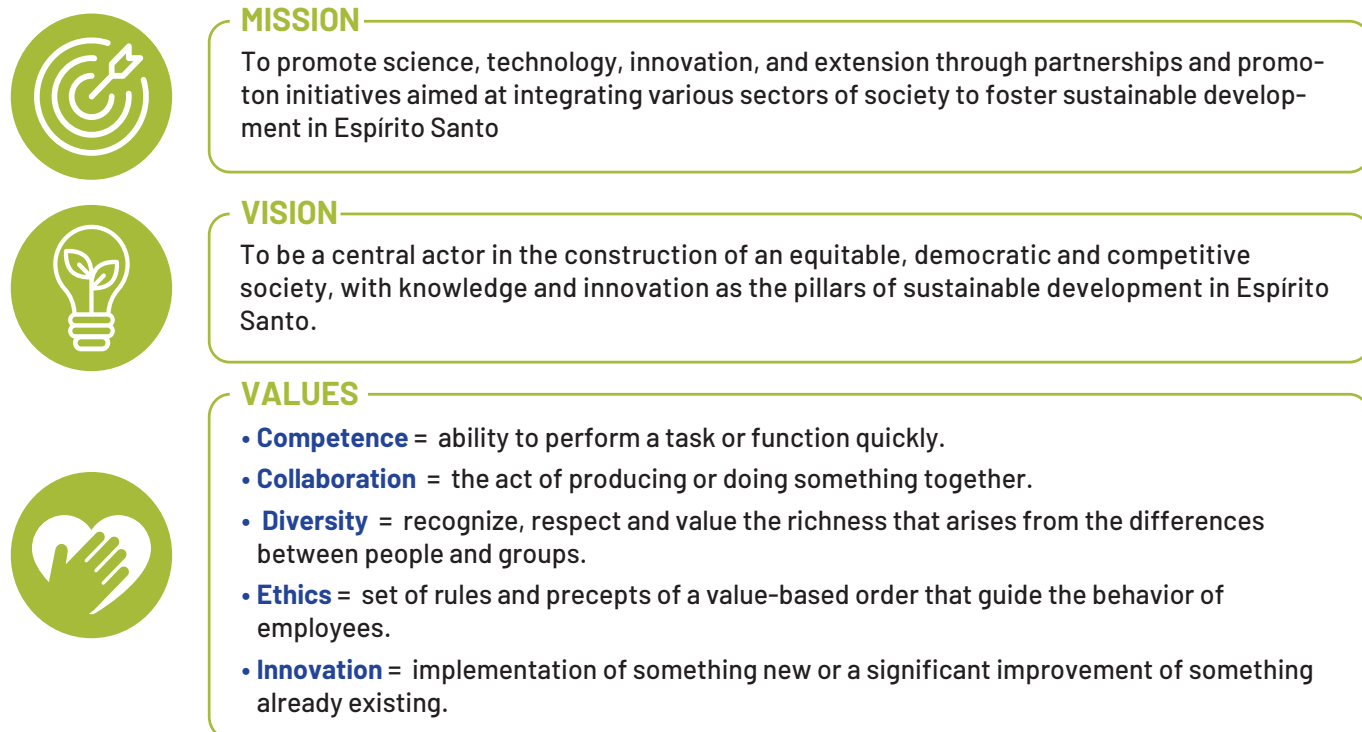 MISSION
To promote science, technology, innovation, and extension through partnerships and promo-
ton initiatives aimed at integrating various sectors of society to foster sustainable develop-
ment in Espírito Santo
VISION
To be a central actor in the construction of an equitable, democratic and competitive
society, with knowledge and innovation as the pillars of sustainable development in Espírito
Santo.
VALUES
• Competence = ability to perform a task or function quickly.
• Collaboration = the act of producing or doing something together.
• Diversity = recognize, respect and value the richness that arises from the differences
between people and groups.
• Ethics = set of rules and precepts of a value-based order that guide the behavior of
employees.
• Innovation = implementation of something new or a significant improvement of something
already existing.